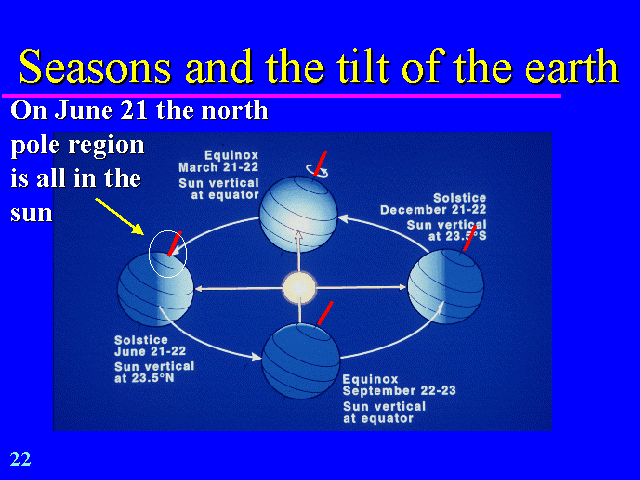 Seasons and the tilt of the earth
On June 21 the north
pole region
is all in the
sun
Equinox
March 21-22
Sun vertical
at equator
Solstice
December 21-22
Sun vertical
at 23.5°S
Solstice
June 21-22
Sun vertical
at 23.5°N
Equinox
September 22-23
Sun vertical
at equator
22